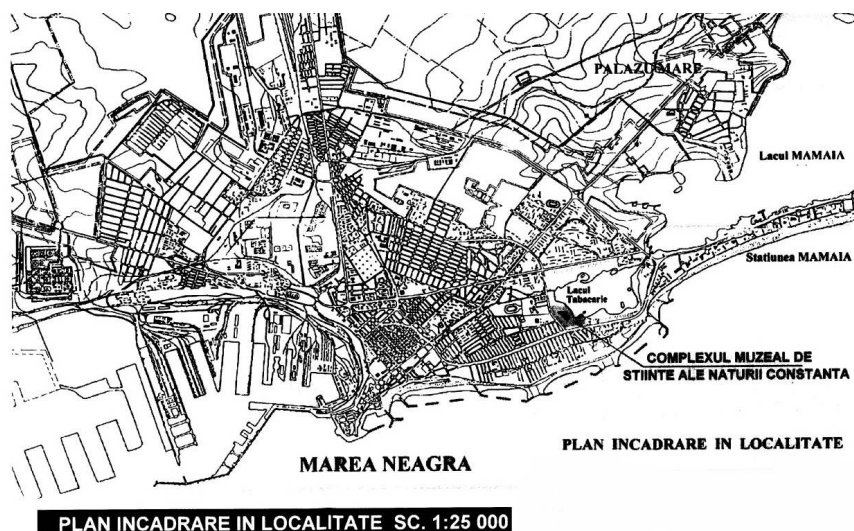 PALAZU MARE
Lacul MAMAIA
Statiunea MAMAIA
Lacul
Tabacarie
COMPLEXUL MUZEAL DE
STIINTE ALE NATURII CONSTANTA
PLAN INCADRARE IN LOCALITATE
MAREA NEAGRA
PLAN INCADRARE IN LOCALITATE SC. 1:25 000